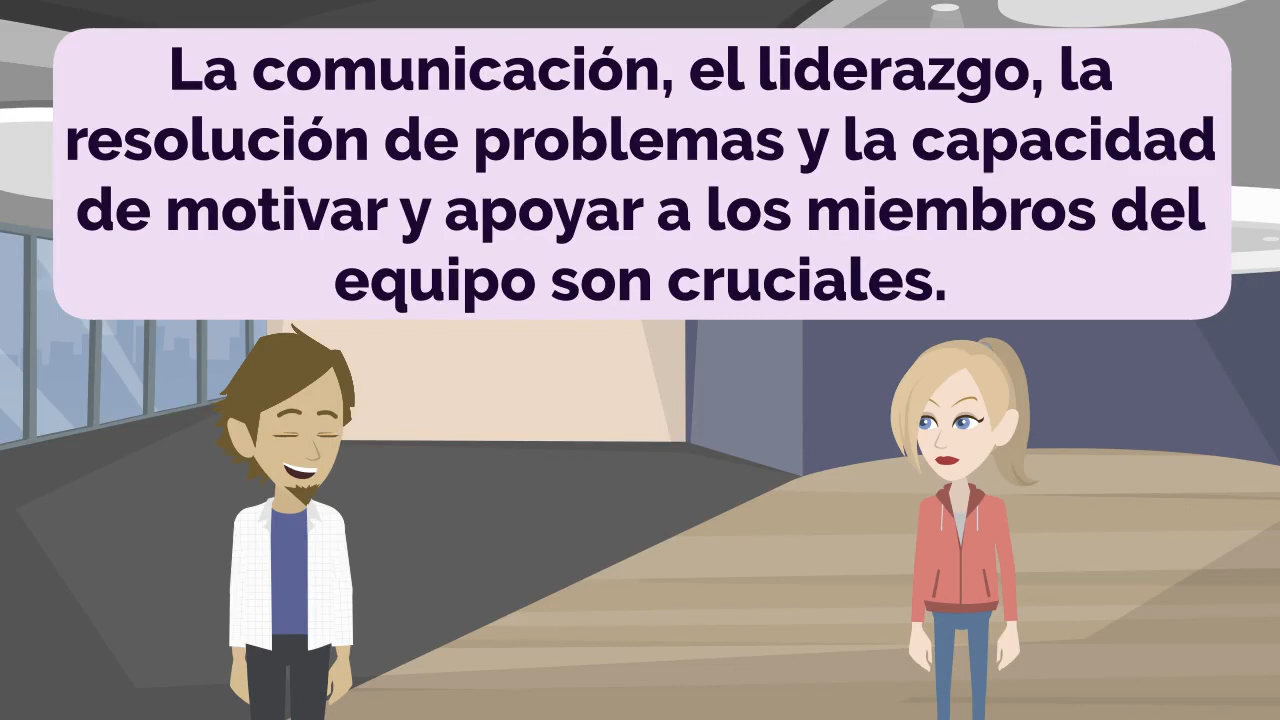 La comunicación, el liderazgo, la
resolución de problemas y la capacidad
de motivar y apoyar a los miembros del
equipo son cruciales.